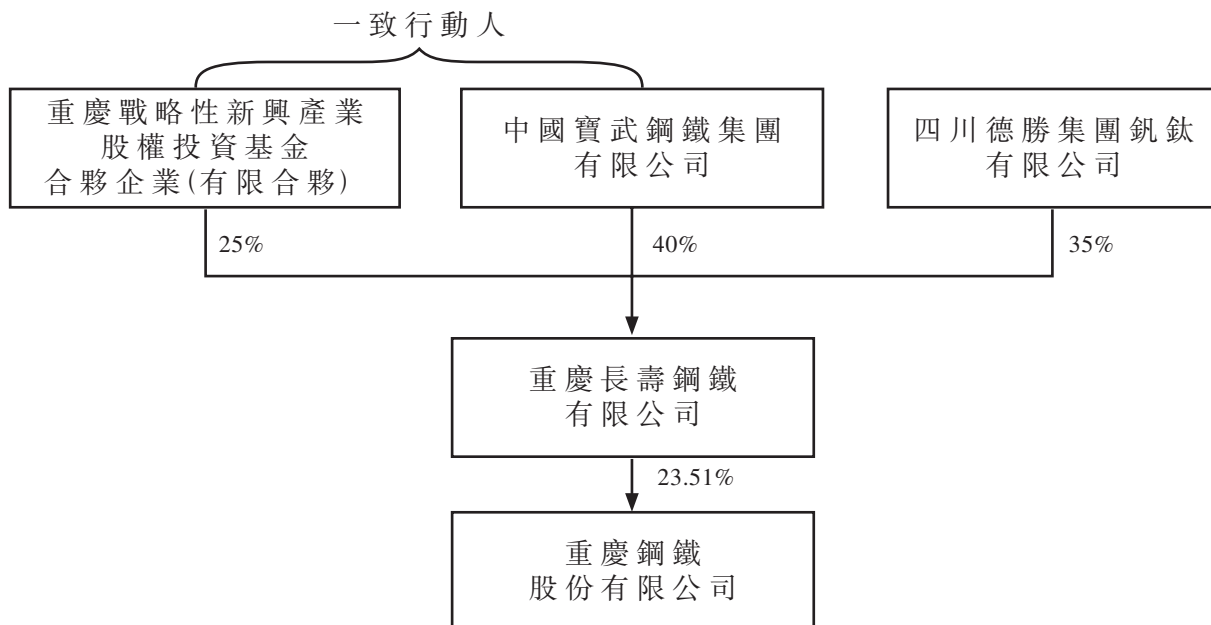 一致行動人
重慶戰略性新興產業
股權投資基金
合夥企業(有限合夥)
中國寶武鋼鐵集團
有限公司
四川德勝集團釩鈦
有限公司
25%
40%
35%
重慶長壽鋼鐵
有限公司
23.51%
重慶鋼鐵
股份有限公司